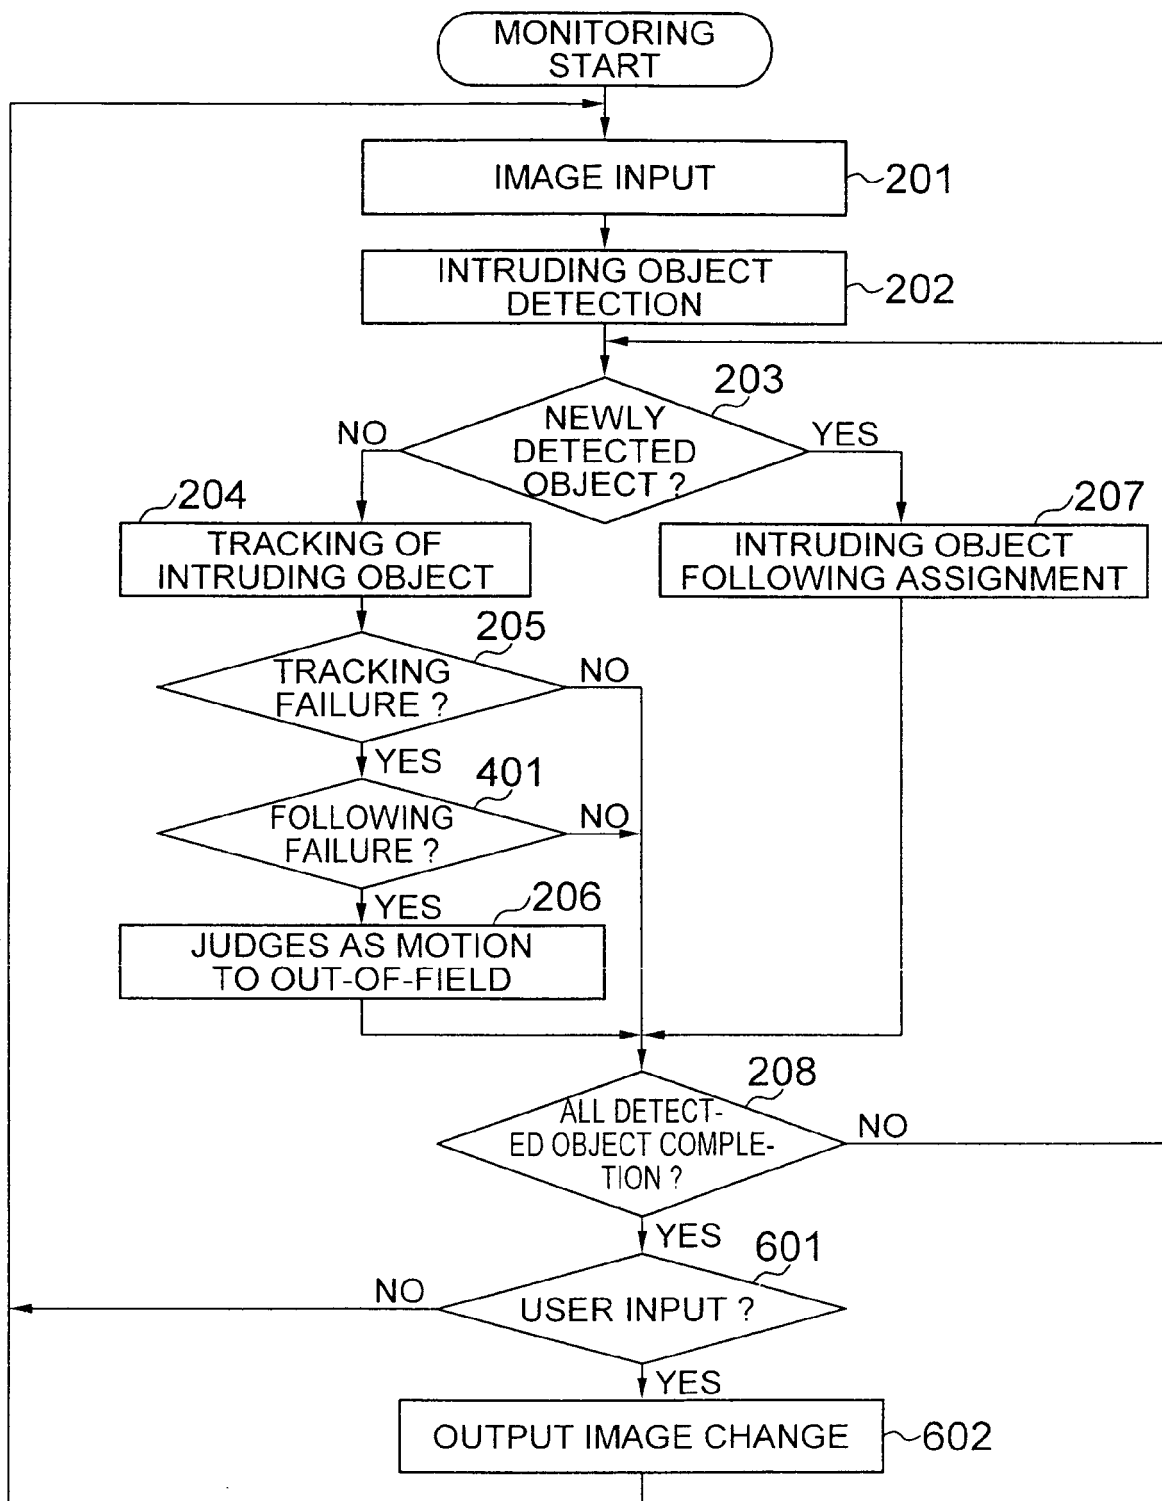 MONITORING
START
IMAGE INPUT
201
INTRUDING OBJECT
DETECTION
202
203
NEWLY
DETECTED
OBJECT ?
NO
YES
204
TRACKING OF
INTRUDING OBJECT
207
INTRUDING OBJECT
FOLLOWING ASSIGNMENT
205
TRACKING
FAILURE ?
NO
YES
401
FOLLOWING
FAILURE ?
NO
YES
206
JUDGES AS MOTION
TO OUT-OF-FIELD
208
ALL DETECT-
ED OBJECT COMPLE-
TION ?
NO
YES
601
USER INPUT ?
NO
YES
OUTPUT IMAGE CHANGE
602